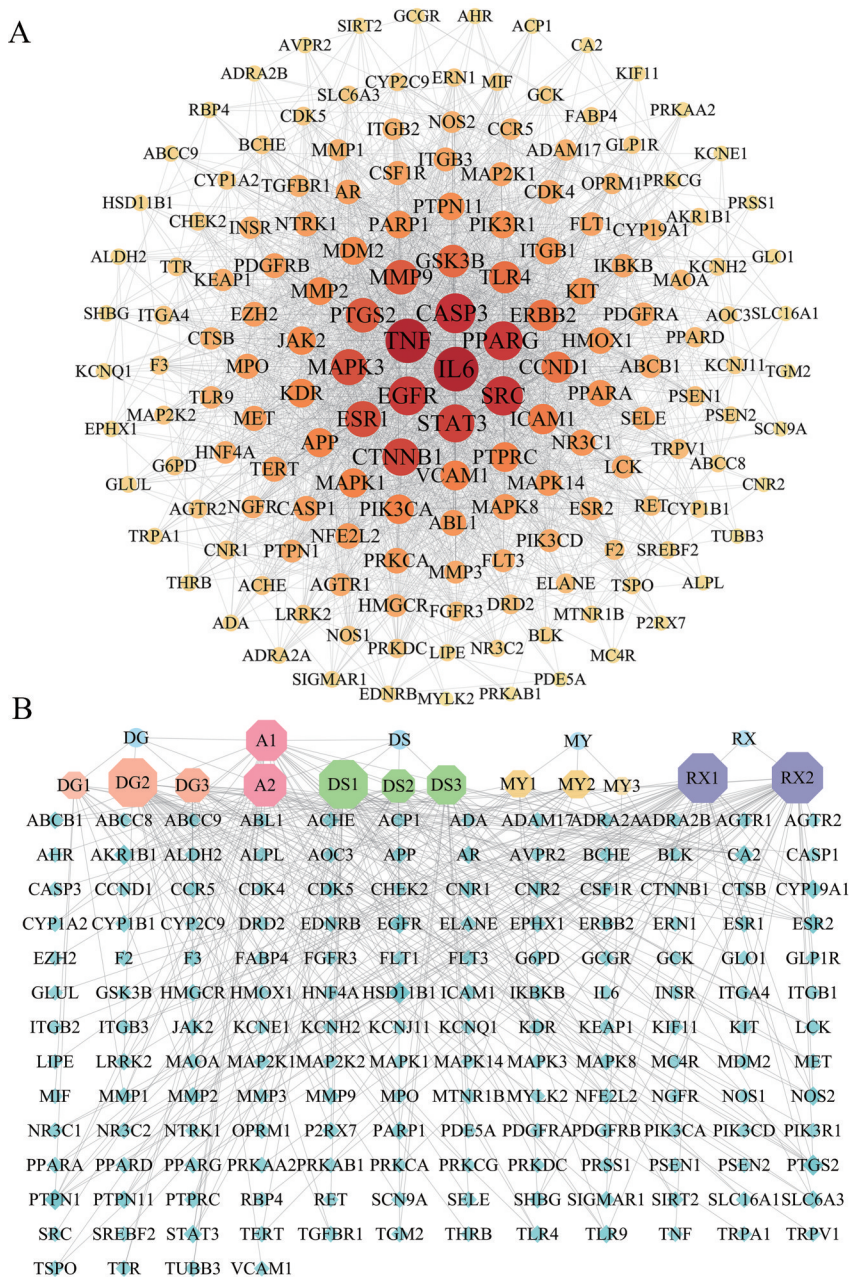 A
GCGR AHR
SIRT2 ACP1
AVPR2 CA2
ADRA2B CYP2C9 ERN1 MIF KIF11
RBP4 SLC6A3 GCK PRKAA2
CDK5 ITGB2 NOS2 CCR5 FABP4
ABCC9 BCHE MMP1 ADAM17 GLP1R KCNE1
CYP1A2 TGFBR1 CSF1R ITGB3 MAP2K1 OPRM1 PRKCG
HSD11B1 AR PTPN11 CDK4 PRSS1
CHEK2 INSR NTRK1 PARP1 PIK3R1 FLT1 CYP19A1 AKR1B1
ALDH2 MDM2 GSK3B ITGB1 GLO1
TTR KEAP1 PDGFRB MMP9 TLR4 IKBKB MAOA KCNH2
SHBG ITGA4 EZH2 MMP2 KIT PDGFRA AOC3 SLC16A1
PTGS2 CASP3 ERBB2
CTSB JAK2 TNF PPARG HMOX1 PPARD
KCNQ1 F3 MPO MAPK3 IL6 CCND1 ABCB1 KCNJ11 TGM2
TLR9 KDR EGFR SRC PPARA PSEN1
EPHX1 MAP2K2 MET ESR1 STAT3 ICAM1 SELE PSEN2 SCN9A
HNF4A APP NR3C1 TRPV1
G6PD TERT CTNNB1 PTPRC LCK ABCC8
GLUL MAPK1 VCAM1 MAPK14 CNR2
AGTR2 NGFR CASP1 PIK3CA MAPK8 ESR2 RET CYP1B1
TRPA1 NFE2L2 ABL1 TUBB3
CNR1 PTPN1 PIK3CD F2 SREBF2
THRB PRKCA MMP3 FLT3 ALPL
ACHE AGTR1 ELANE TSPO
ADA LRRK2 HMGCR FGFR3 DRD2 MTNR1B P2RX7
NOS1 BLK
ADRA2A PRKDC LIPE NR3C2 MC4R
SIGMAR1 PDE5A
EDNRB MYLK2 PRKAB1
B
DG A1 DS MY RX
DG1 DG2 DG3 A2 DS1 DS2 DS3 MY1 MY2 MY3 RX1 RX2
ABCB1 ABCC8 ABCC9 ABL1 ACHE ACP1 ADA ADAM17 ADRA2A ADRA2B AGTR1 AGTR2
AHR AKR1B1 ALDH2 ALPL AOC3 APP AR AVPR2 BCHE BLK CA2 CASP1
CASP3 CCND1 CCR5 CDK4 CDK5 CHEK2 CNR1 CNR2 CSF1R CTNNB1 CTSB CYP19A1
CYP1A2 CYP1B1 CYP2C9 DRD2 EDNRB EGFR ELANE EPHX1 ERBB2 ERN1 ESR1 ESR2
EZH2 F2 F3 FABP4 FGFR3 FLT1 FLT3 G6PD GCGR GCK GLO1 GLP1R
GLUL GSK3B HMGCR HMOX1 HNF4A HSD11B1 ICAM1 IKBKB IL6 INSR ITGA4 ITGB1
ITGB2 ITGB3 JAK2 KCNE1 KCNH2 KCNJ11 KCNQ1 KDR KEAP1 KIF11 KIT LCK
LIPE LRRK2 MAOA MAP2K1 MAP2K2 MAPK1 MAPK14 MAPK3 MAPK8 MC4R MDM2 MET
MIF MMP1 MMP2 MMP3 MMP9 MPO MTNR1B MYLK2 NFE2L2 NGFR NOS1 NOS2
NR3C1 NR3C2 NTRK1 OPRM1 P2RX7 PARP1 PDE5A PDGFRA PDGFRB PIK3CA PIK3CD PIK3R1
PPARA PPARD PPARG PRKAA2 PRKAB1 PRKCA PRKCG PRKDC PRSS1 PSEN1 PSEN2 PTGS2
PTPN1 PTPN11 PTPRC RBP4 RET SCN9A SELE SHBG SIGMAR1 SIRT2 SLC16A1 SLC6A3
SRC SREBF2 STAT3 TERT TGFBR1 TGM2 THRB TLR4 TLR9 TNF TRPA1 TRPV1
TSPO TTR TUBB3 VCAM1